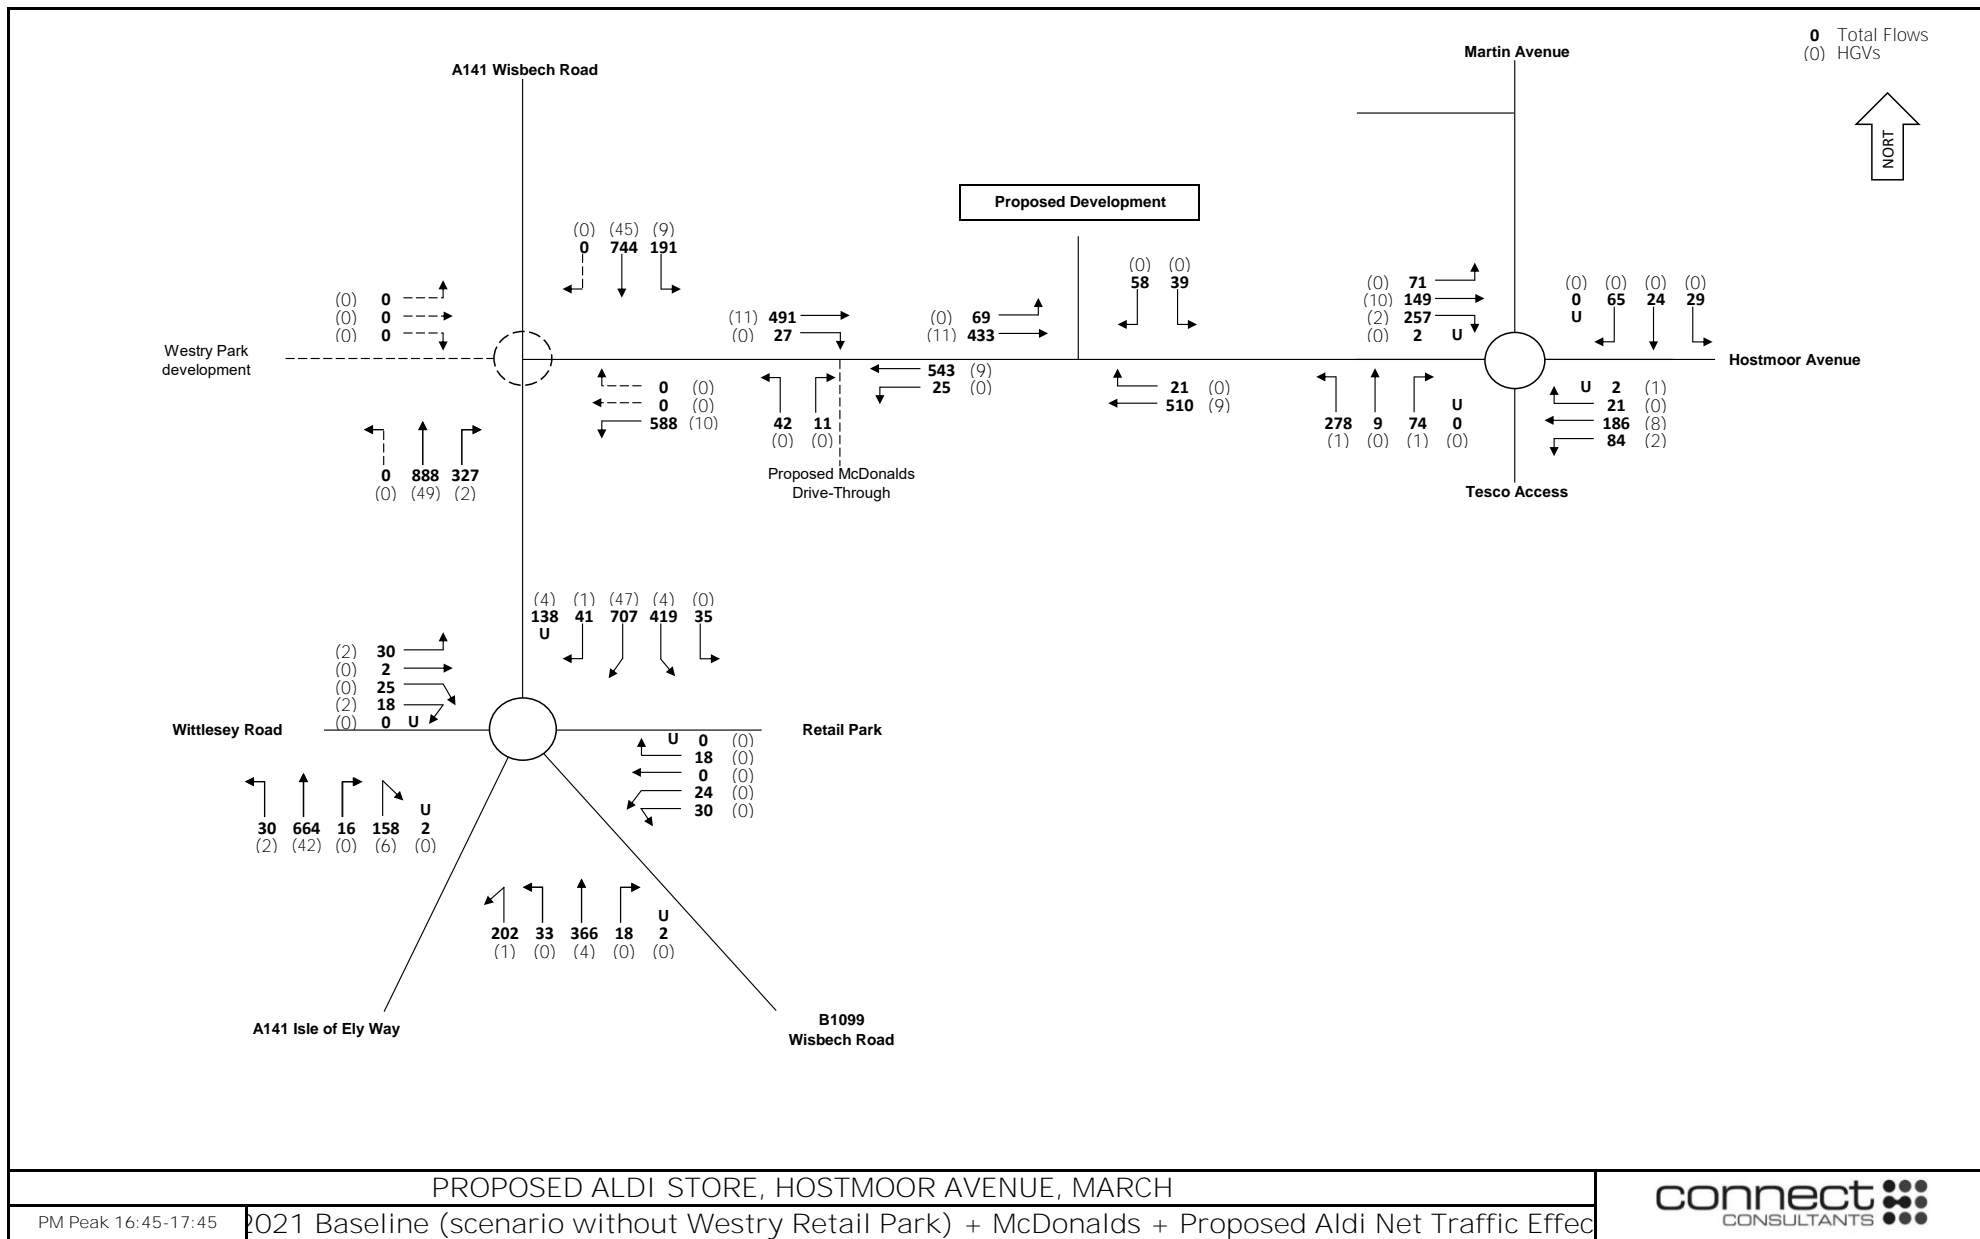 0 Total Flows
(0) HGVs
NORT
A141 Wisbech Road
Martin Avenue
Proposed Development
(0) (45) (9)
0 744 191
(0) 0
(0) 0
(0) 0
Westry Park
development
(11) 491
(0) 27
(0) 69
(11) 433
(0) (0)
58 39
(0) 71
(10) 149
(2) 257
(0) 2 U
(0) (0) (0) (0)
0 65 24 29
U
Hostmoor Avenue
0 (0)
0 (0)
588 (10)
42 11
(0) (0)
543 (9)
25 (0)
21 (0)
510 (9)
U
278 9 74 0
(1) (0) (1) (0)
U 2 (1)
21 (0)
186 (8)
84 (2)
0 888 327
(0) (49) (2)
Proposed McDonalds
Drive-Through
Tesco Access
(4) (1) (47) (4) (0)
138 41 707 419 35
U
(2) 30
(0) 2
(0) 25
(2) 18
(0) 0 U
Wittlesey Road
Retail Park
U 0 (0)
18 (0)
0 (0)
24 (0)
30 (0)
U
30 664 16 158 2
(2) (42) (0) (6) (0)
U
202 33 366 18 2
(1) (0) (4) (0) (0)
A141 Isle of Ely Way
B1099
Wisbech Road
PROPOSED ALDI STORE, HOSTMOOR AVENUE, MARCH
PM Peak 16:45-17:45
2021 Baseline (scenario without Westry Retail Park) + McDonalds + Proposed Aldi Net Traffic Effec
connect
CONSULTANTS